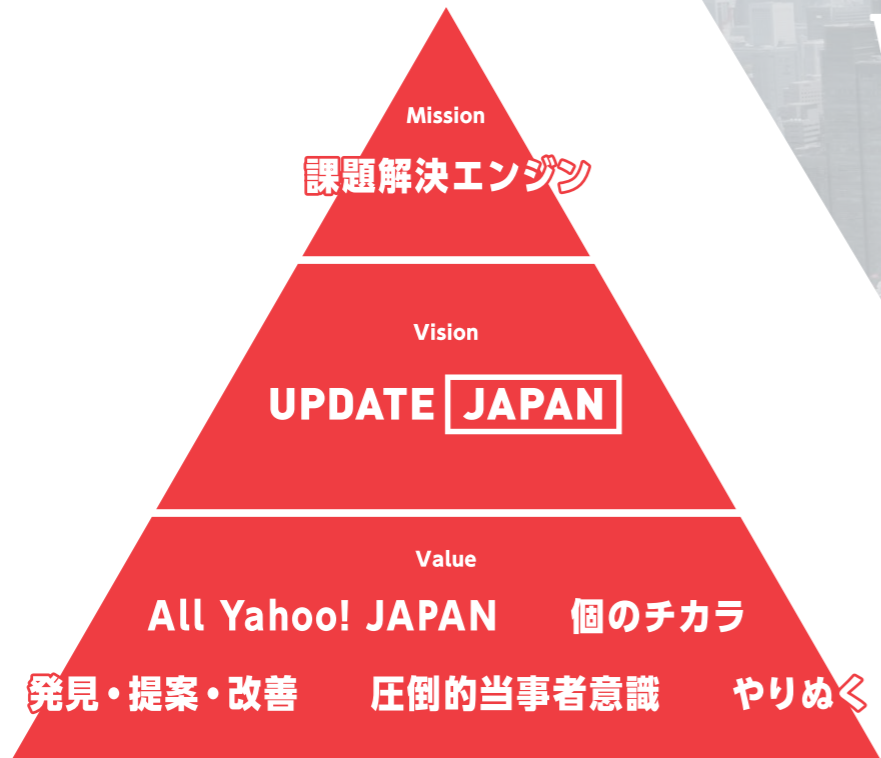 Mission
課題解決エンジン
Vision
UPDATE JAPAN
Value
All Yahoo! JAPAN 個のチカラ
発見・提案・改善 圧倒的当事者意識 やりぬく